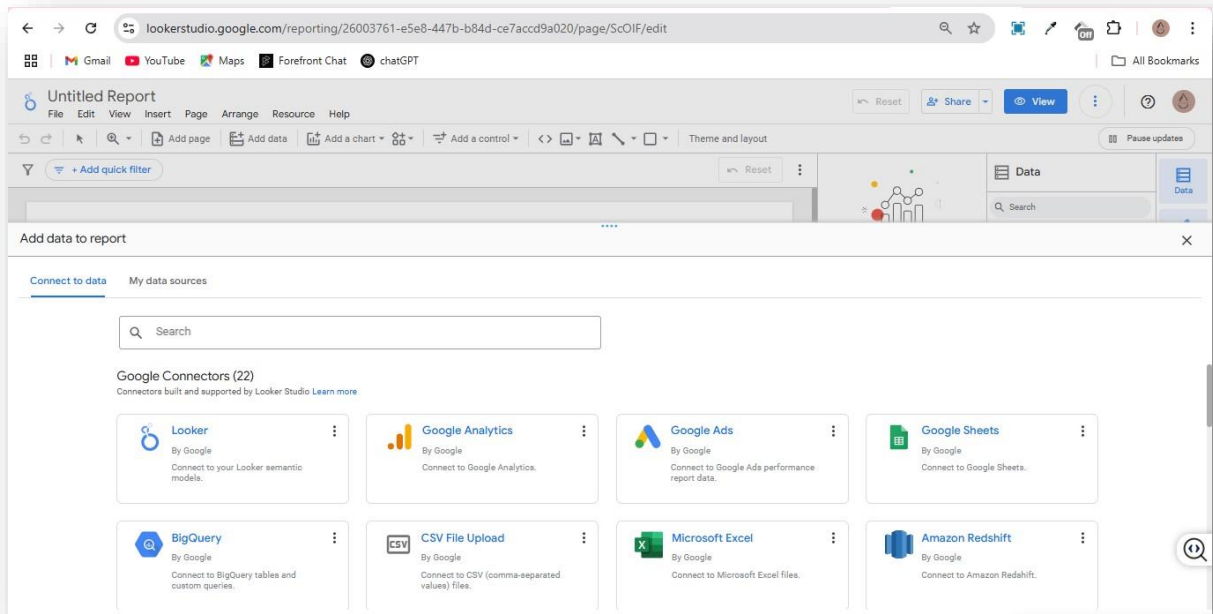 lookerstudio.google.com/reporting/26003761-e5e8-447b-b84d-ce7accd9a020/page/ScOIF/edit
Off
Gmail YouTube Maps Forefront Chat chatGPT All Bookmarks
Untitled Report
File Edit View Insert Page Arrange Resource Help
Reset Share View
Add page Add data Add a chart Add a control Theme and layout Pause updates
+ Add quick filter Reset
Data
Search
Data
Add data to report
Connect to data My data sources
Search
Google Connectors (22)
Connectors built and supported by Looker Studio Learn more
Looker
By Google
Connect to your Looker semantic
models.
Google Analytics
By Google
Connect to Google Analytics.
Google Ads
By Google
Connect to Google Ads performance
report data.
Google Sheets
By Google
Connect to Google Sheets.
BigQuery
By Google
Connect to BigQuery tables and
custom queries.
CSV
CSV File Upload
By Google
Connect to CSV (comma-separated
values) files.
Microsoft Excel
By Google
Connect to Microsoft Excel files.
Amazon Redshift
By Google
Connect to Amazon Redshift.